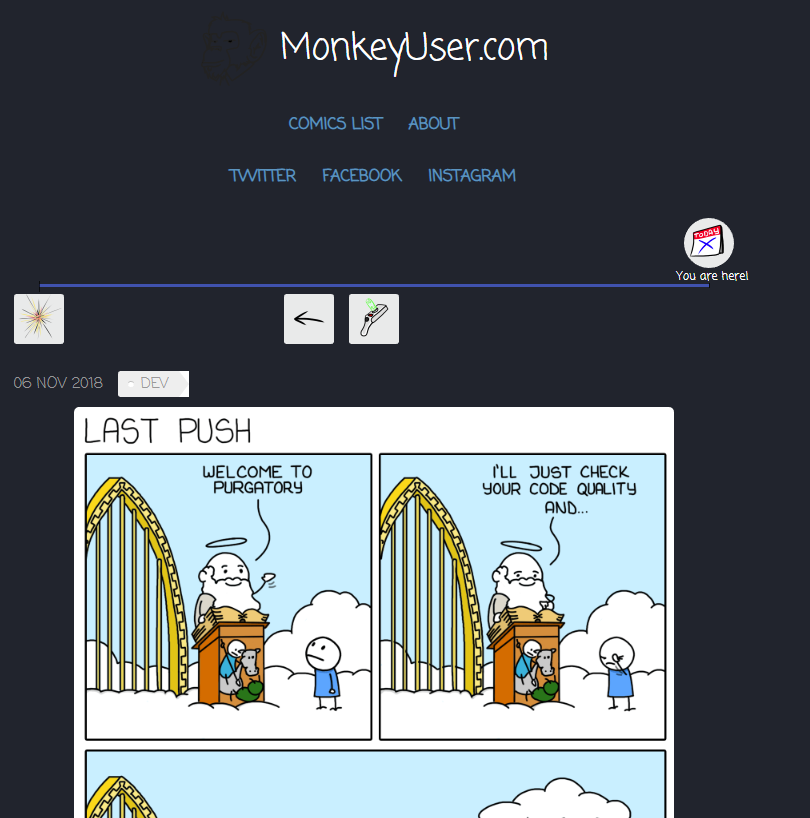 MonkeyUser.com
COMICS LIST ABOUT
TWITTER FACEBOOK INSTAGRAM
TODAY
You are here!
06 NOV 2018 DEV
LAST PUSH
WELCOME TO
PURGATORY
I'LL JUST CHECK
YOUR CODE QUALITY
AND...